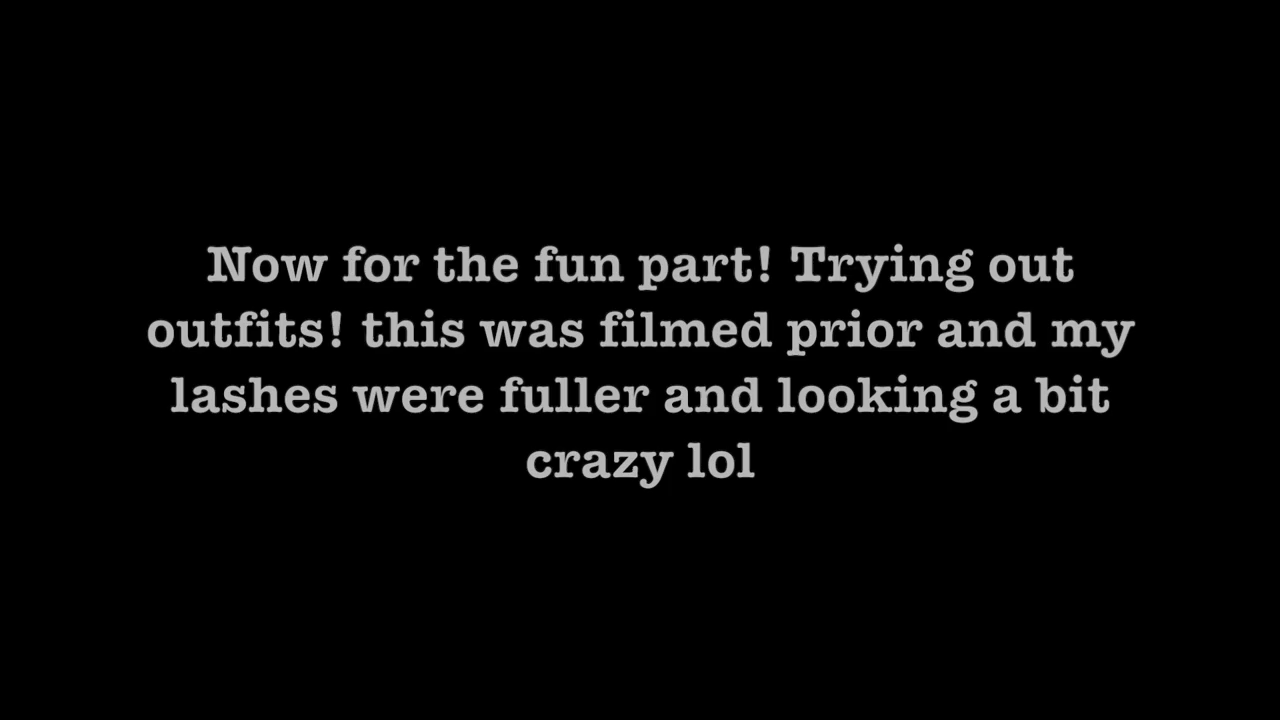 Now for the fun part! Trying out
outfits! this was filmed prior and my
lashes were fuller and looking a bit
crazy lol